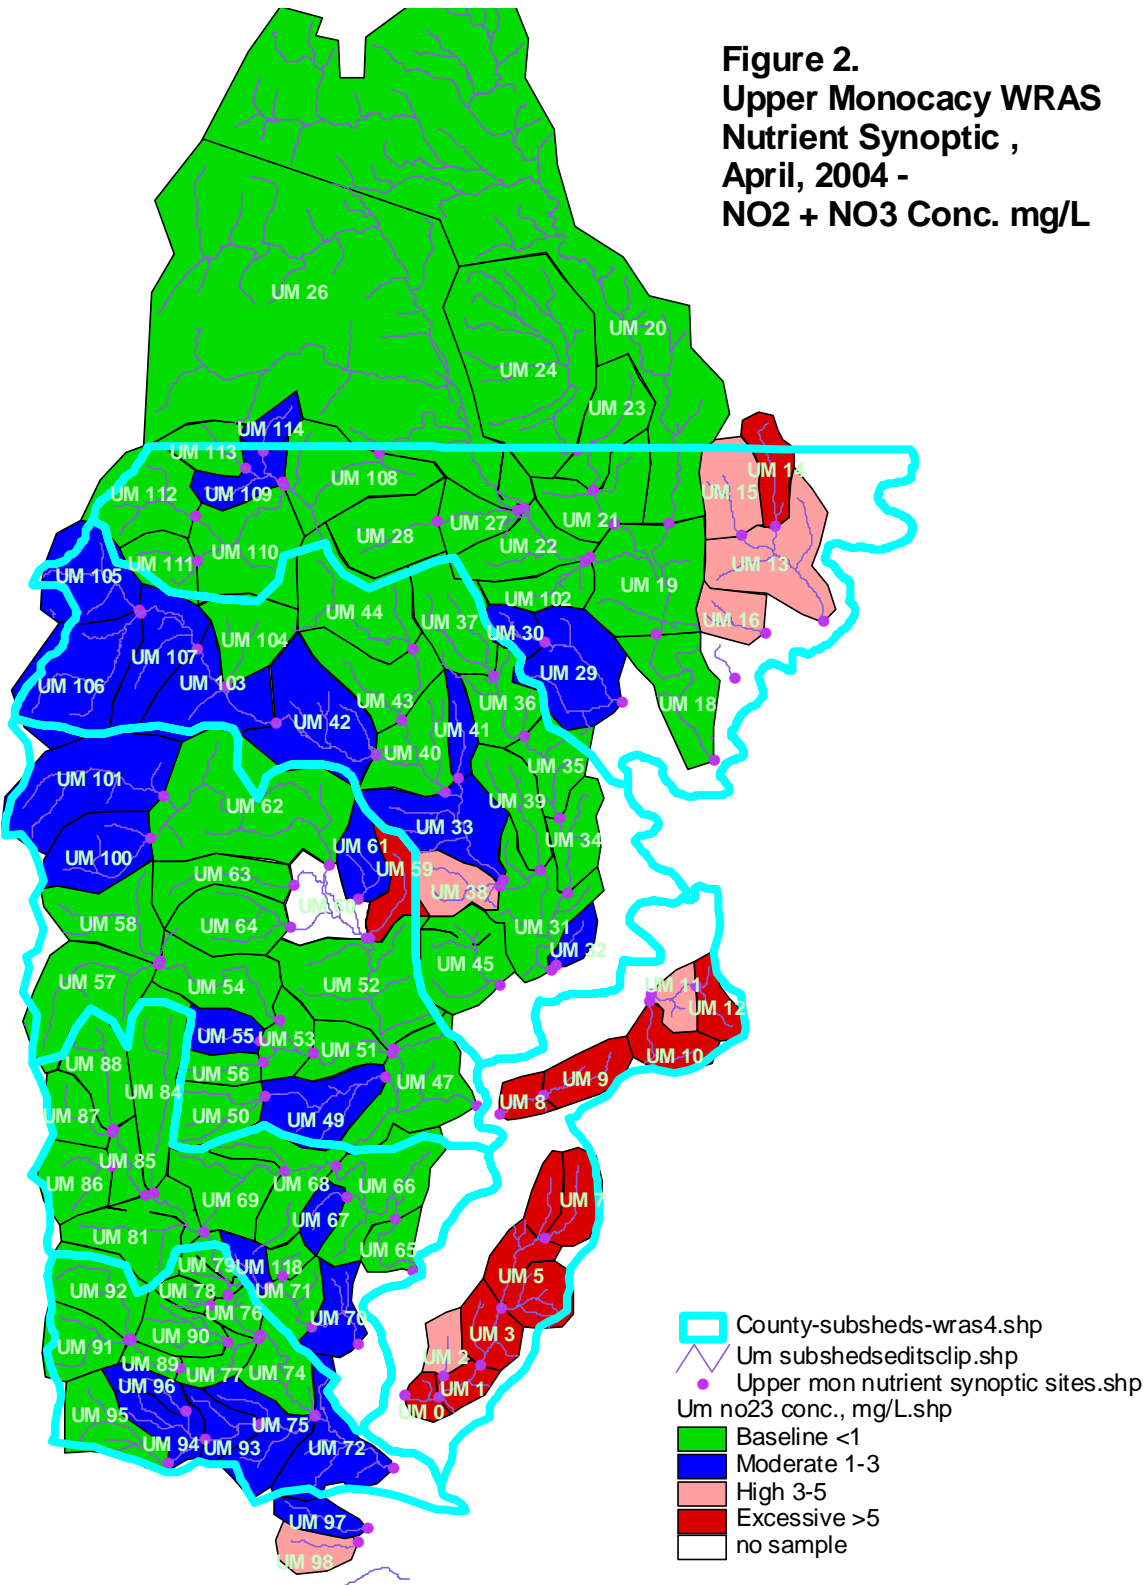 Figure 2.
Upper Monocacy WRAS
Nutrient Synoptic ,
April, 2004 -
NO2 + NO3 Conc. mg/L
UM 26
UM 20
UM 24
UM 23
UM 114
UM 113
UM 108
UM 14
UM 15
UM 112
UM 109
UM 27
UM 21
UM 28
UM 22
UM 110
UM 111
UM 13
UM 105
UM 19
UM 102
UM 44
UM 37
UM 30
UM 16
UM 104
UM 107
UM 29
UM 106
UM 103
UM 43
UM 36
UM 18
UM 42
UM 41
UM 40
UM 35
UM 101
UM 62
UM 39
UM 33
UM 34
UM 61
UM 100
UM 59
UM 63
UM 38
UM 60
UM 58
UM 64
UM 31
UM 32
UM 45
UM 57
UM 54
UM 52
UM 11
UM 12
UM 55
UM 53
UM 51
UM 10
UM 88
UM 56
UM 9
UM 84
UM 47
UM 8
UM 87
UM 50
UM 49
UM 85
UM 86
UM 68
UM 66
UM 69
UM 7
UM 67
UM 81
UM 65
UM 79
UM 118
UM 5
UM 92
UM 78
UM 71
UM 76
UM 70
UM 91
UM 90
UM 3
UM 89
UM 77
UM 74
UM 2
UM 96
UM 1
UM 0
UM 95
UM 75
UM 94
UM 93
UM 72
UM 97
UM 98
County-subsheds-wras4.shp
Um subshedseditsclip.shp
Upper mon nutrient synoptic sites.shp
Um no23 conc., mg/L.shp
Baseline <1
Moderate 1-3
High 3-5
Excessive >5
no sample